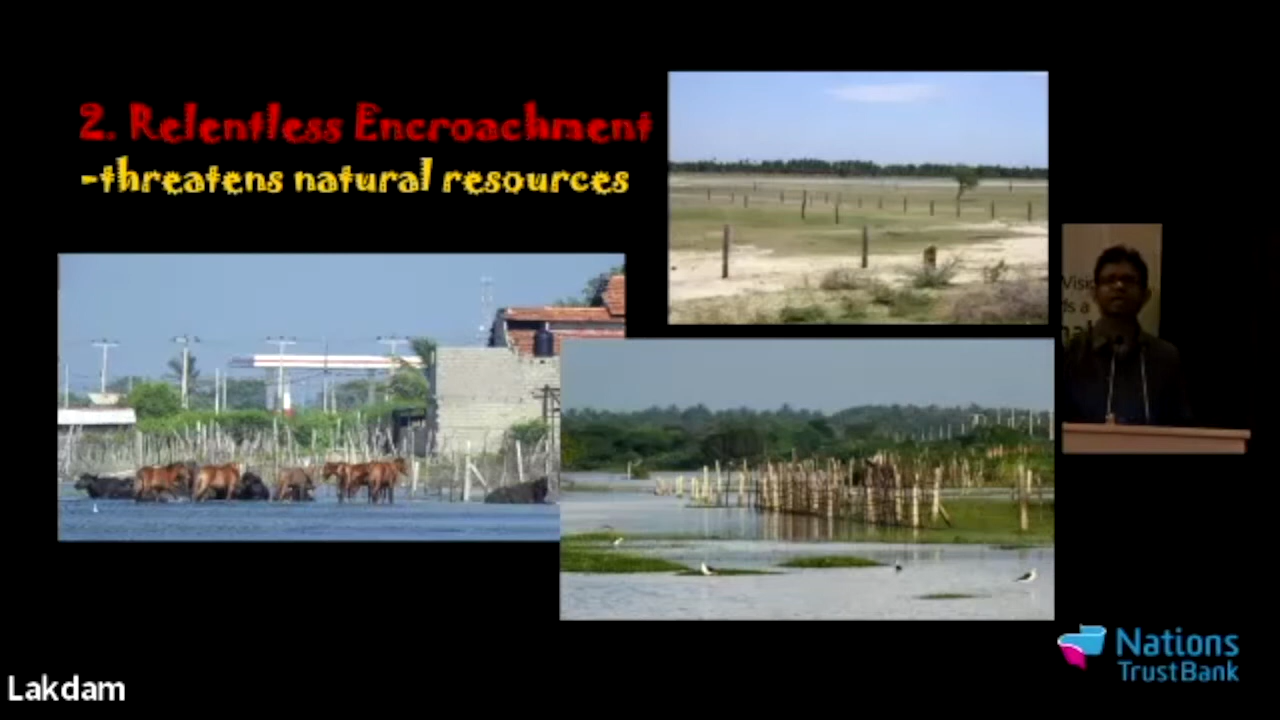 2. Relentless Encroachment
-threatens natural resources
Nations
TrustBank
Lakdam